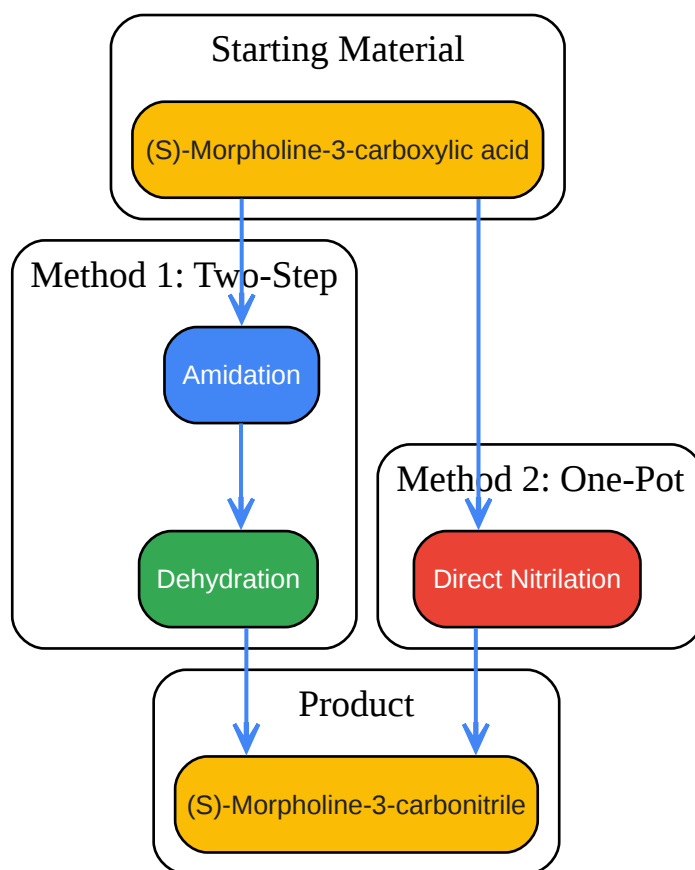 Starting Material
(S)-Morpholine-3-carboxylic acid
Method 1: Two-Step
Amidation
Dehydration
Method 2: One-Pot
Direct Nitrilation
Product
(S)-Morpholine-3-carbonitrile